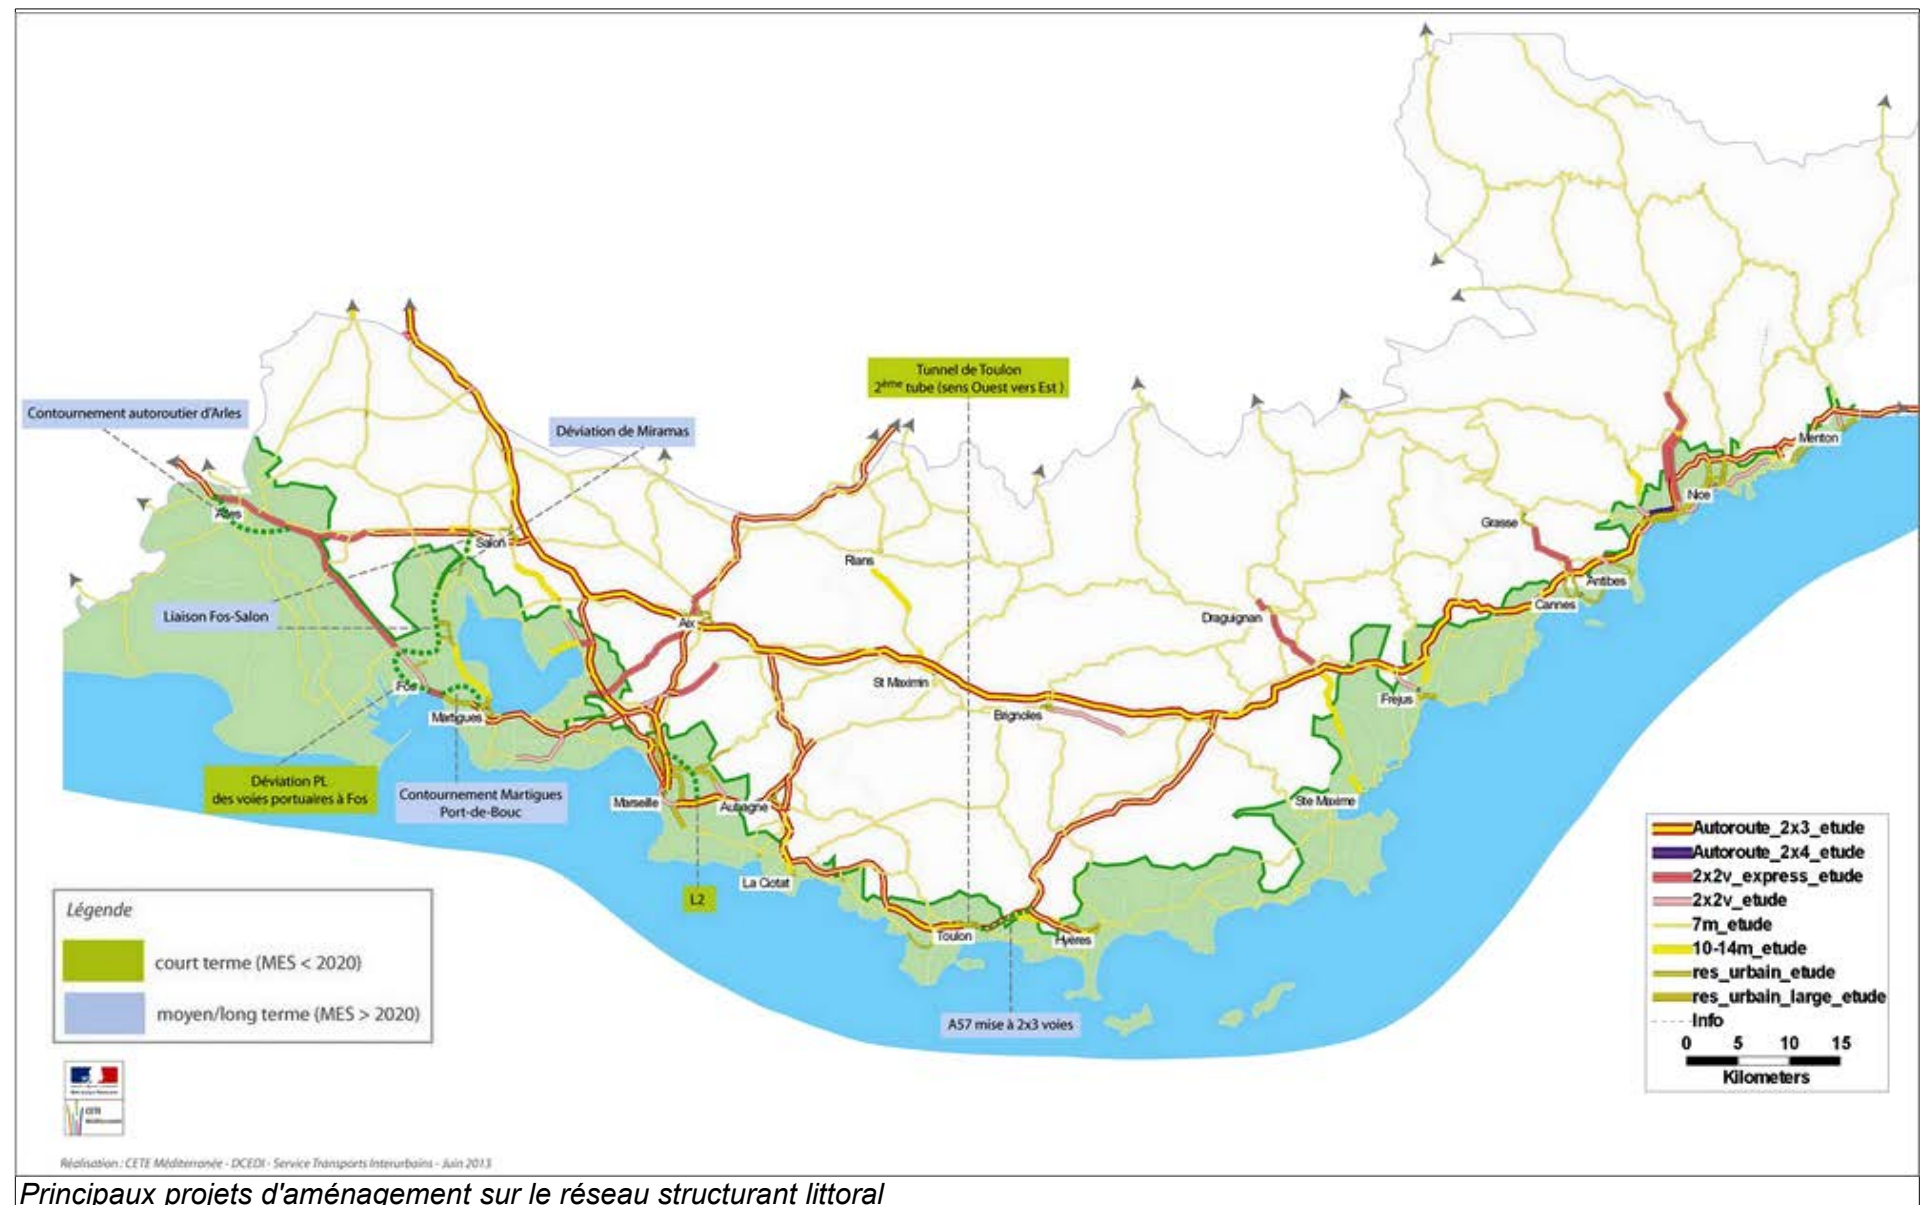 Contournement autoroutier d'Arles
Déviation de Miramas
Tunnel de Toulon
2ème tube (sens Ouest vers Est )
Liaison Fos-Salon
Déviation PL
des voies portuaires à Fos
Contournement Martigues
Port-de-Bouc
L2
A57 mise à 2x3 voies
Arles
Salon
Rians
Aix
Fos
Martigues
St Maximin
Brignoles
Draguignan
Grasse
Menton
Nice
Antibes
Cannes
Frejus
Ste Maxime
Marseille
Aubagne
La Ciotat
Toulon
Hyères
Légende
court terme (MES < 2020)
moyen/long terme (MES > 2020)
Autoroute_2x3_etude
Autoroute_2x4_etude
2x2v_express_etude
2x2v_etude
7m_etude
10-14m_etude
res_urbain_etude
res_urbain_large_etude
Info
0 5 10 15
Kilometers
CETE
Réalisation : CETE Méditerranée - DCEDI - Service Transports Interurbains - Juin 2013
Principaux projets d'aménagement sur le réseau structurant littoral